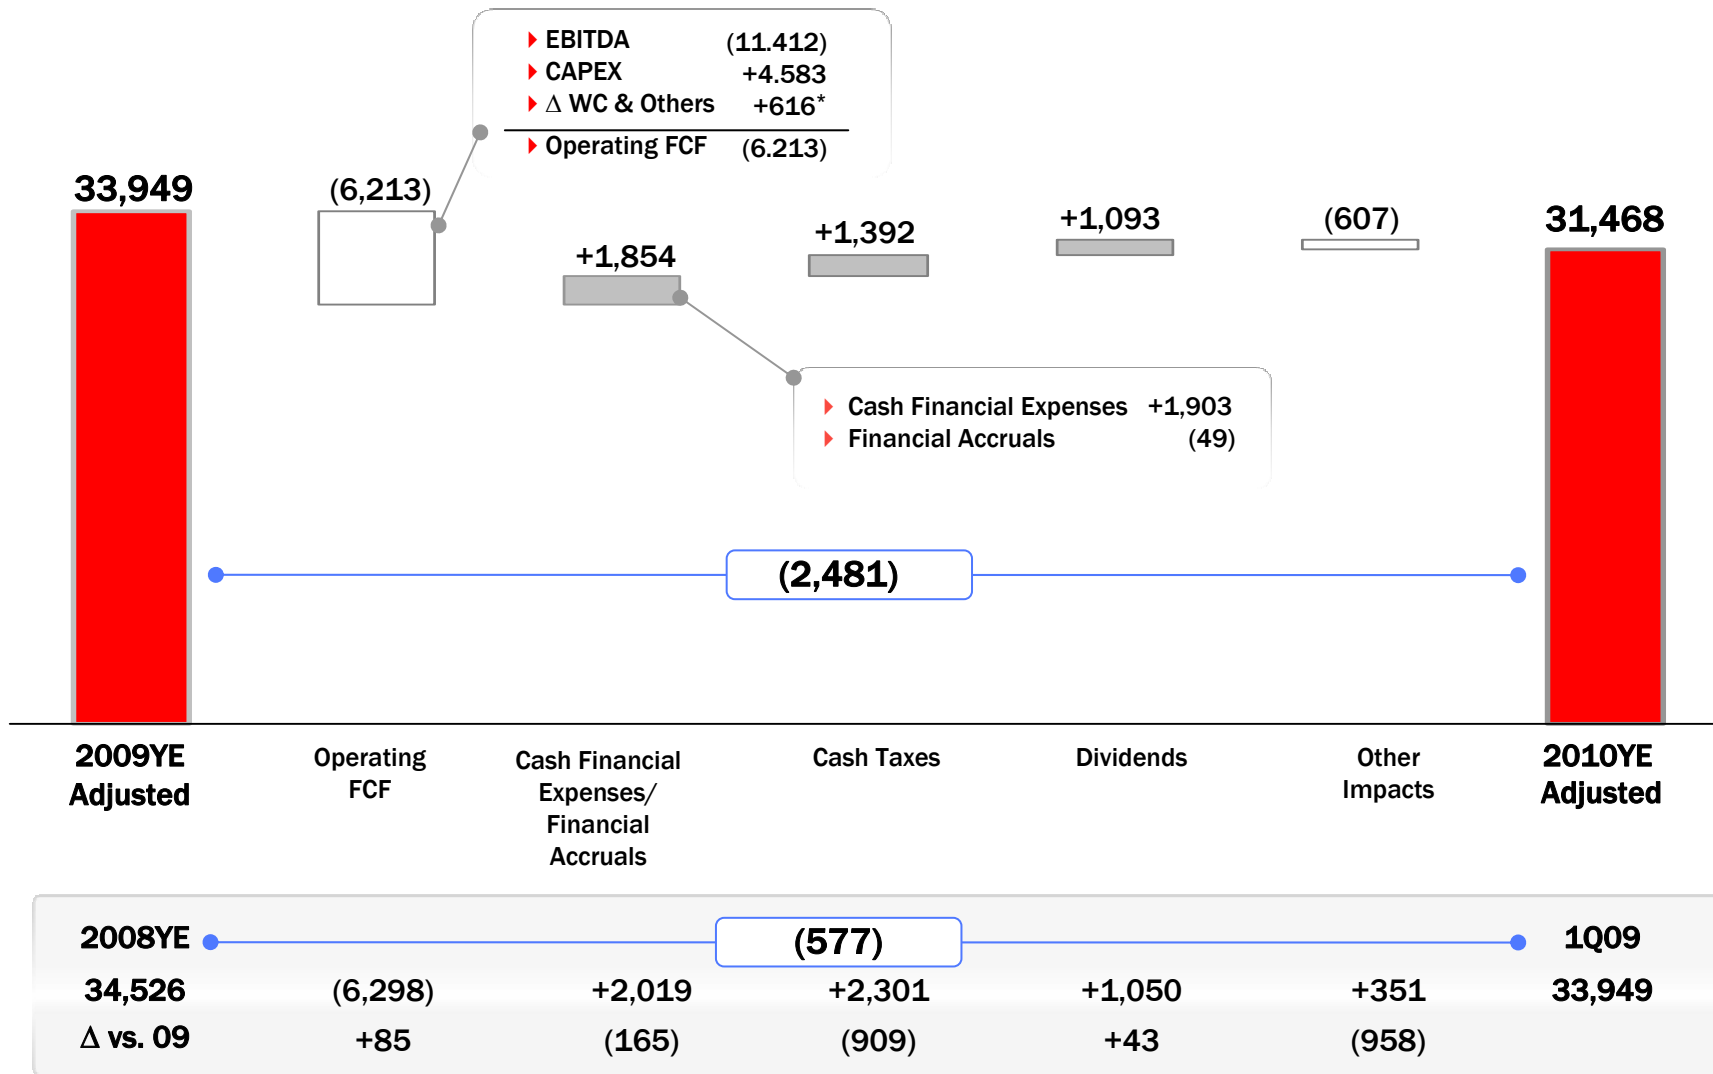 EBITDA (11.412)
CAPEX +4.583
Δ WC & Others +616*
Operating FCF (6.213)
33,949
(6,213)
+1,854
+1,392
+1,093
(607)
31,468
Cash Financial Expenses +1,903
Financial Accruals (49)
(2,481)
2009YE
Adjusted
Operating
FCF
Cash Financial
Expenses/
Financial
Accruals
Cash Taxes
Dividends
Other
Impacts
2010YE
Adjusted
2008YE (577) 1Q09
34,526 (6,298) +2,019 +2,301 +1,050 +351 33,949
Δ vs. 09 +85 (165) (909) +43 (958)